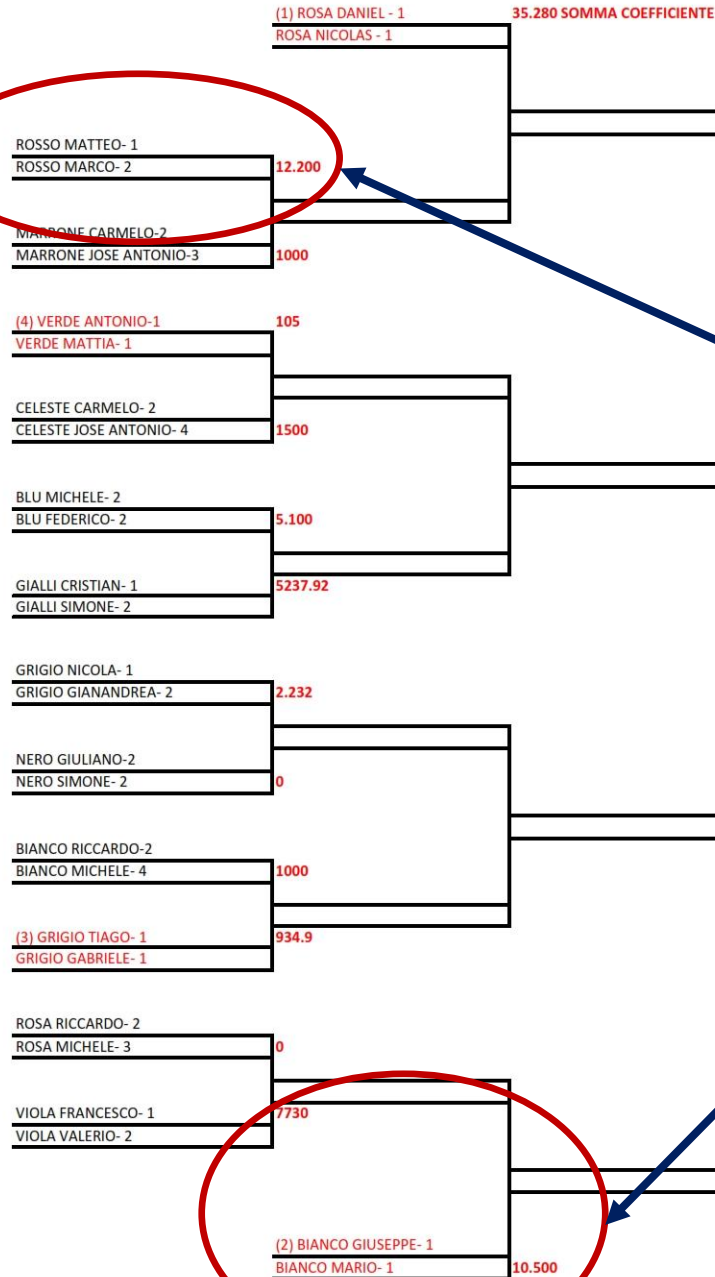 (1) ROSA DANIEL - 1 35.280 SOMMA COEFFICIENTE
ROSA NICOLAS - 1
ROSSO MATTEO- 1
ROSSO MARCO- 2 12.200
MARRONE CARMELO-2
MARRONE JOSE ANTONIO-3 1000
(4) VERDE ANTONIO-1 105
VERDE MATTIA- 1
CELESTE CARMELO- 2
CELESTE JOSE ANTONIO- 4 1500
BLU MICHELE- 2
BLU FEDERICO- 2 5.100
GIALLI CRISTIAN- 1 5237.92
GIALLI SIMONE- 2
GRIGIO NICOLA- 1
GRIGIO GIANANDREA- 2 2.232
NERO GIULIANO-2
NERO SIMONE- 2 0
BIANCO RICCARDO-2
BIANCO MICHELE- 4 1000
(3) GRIGIO TIAGO- 1 934.9
GRIGIO GABRIELE- 1
ROSA RICCARDO- 2
ROSA MICHELE- 3 0
VIOLA FRANCESCO- 1 7730
VIOLA VALERIO- 2
(2) BIANCO GIUSEPPE- 1
BIANCO MARIO- 1 10.500